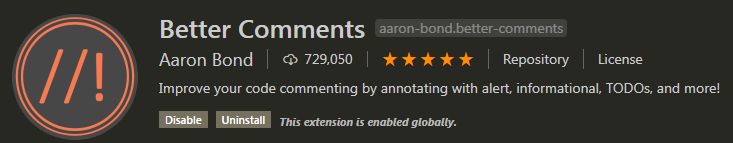 //!
Better Comments aaron-bond.better-comments
Aaron Bond 729,050 Repository License
Improve your code commenting by annotating with alert, informational, TODOs, and more!
Disable Uninstall This extension is enabled globally.